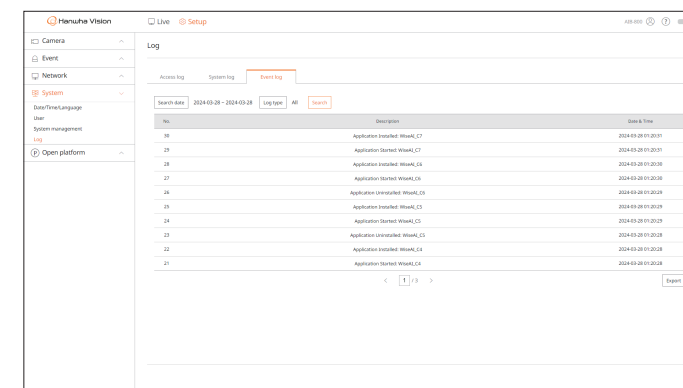 Hanwha Vision
Live
Setup
AIB-800
Camera
Event
Network
System
Date/Time/Language
User
System management
Log
Open platform
Log
Access log
System log
Event log
Search date 2024-03-28 ~ 2024-03-28 Log type All Search
No. Description Date & Time
30 Application Installed: WiseAI_C7 2024-03-28 01:20:31
29 Application Started: WiseAI_C7 2024-03-28 01:20:31
28 Application Installed: WiseAI_C6 2024-03-28 01:20:30
27 Application Started: WiseAI_C6 2024-03-28 01:20:30
26 Application Uninstalled: WiseAI_C6 2024-03-28 01:20:29
25 Application Installed: WiseAI_C5 2024-03-28 01:20:29
24 Application Started: WiseAI_C5 2024-03-28 01:20:29
23 Application Uninstalled: WiseAI_C5 2024-03-28 01:20:28
22 Application Installed: WiseAI_C4 2024-03-28 01:20:28
21 Application Started: WiseAI_C4 2024-03-28 01:20:28
< 1 / 3 >
Export